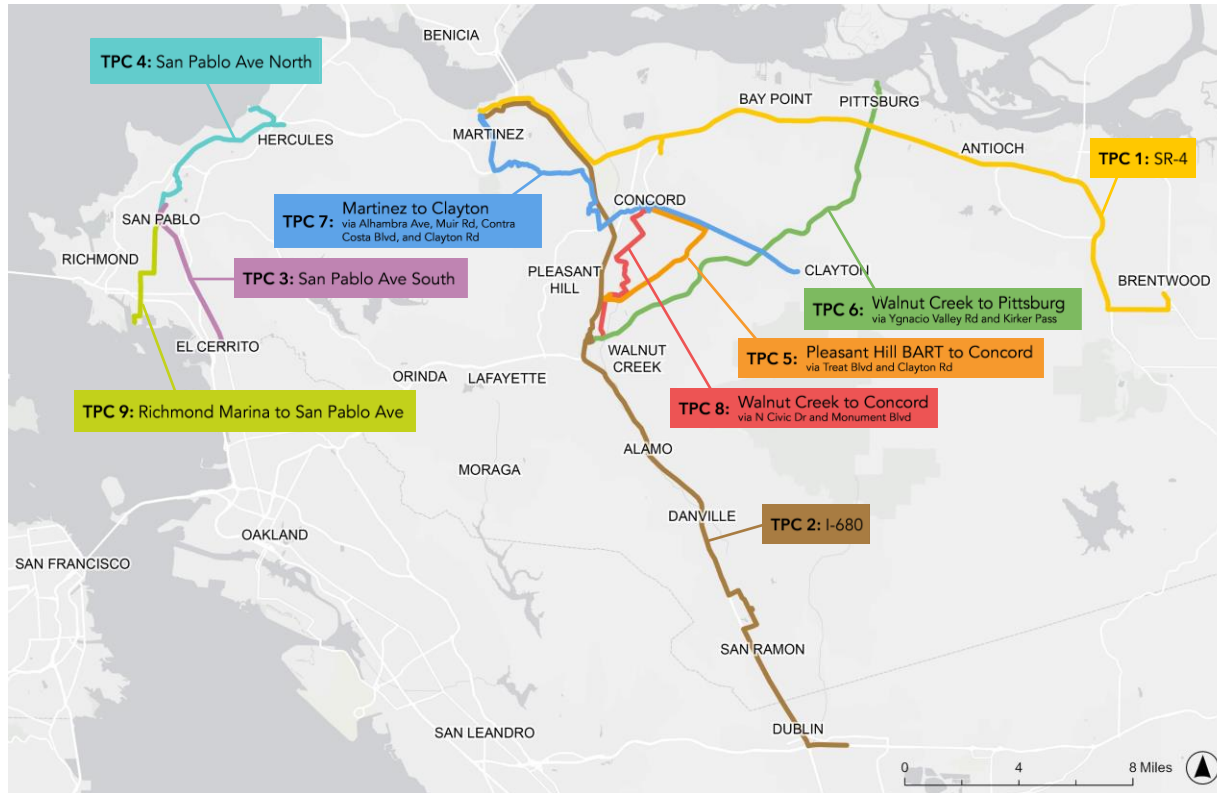 BENICIA
TPC 4: San Pablo Ave North
BAY POINT
PITTSBURG
HERCULES
MARTINEZ
ANTIOCH
TPC 1: SR-4
TPC 7: Martinez to Clayton
via Alhambra Ave, Muir Rd, Contra
Costa Blvd, and Clayton Rd
CONCORD
SAN PABLO
RICHMOND
TPC 3: San Pablo Ave South
PLEASANT
HILL
CLAYTON
BRENTWOOD
TPC 6: Walnut Creek to Pittsburg
via Ygnacio Valley Rd and Kirker Pass
EL CERRITO
WALNUT
CREEK
TPC 5: Pleasant Hill BART to Concord
via Treat Blvd and Clayton Rd
ORINDA
LAFAYETTE
TPC 9: Richmond Marina to San Pablo Ave
TPC 8: Walnut Creek to Concord
via N Civic Dr and Monument Blvd
ALAMO
MORAGA
DANVILLE
TPC 2: I-680
OAKLAND
SAN FRANCISCO
SAN RAMON
SAN LEANDRO
DUBLIN
0 4 8 Miles